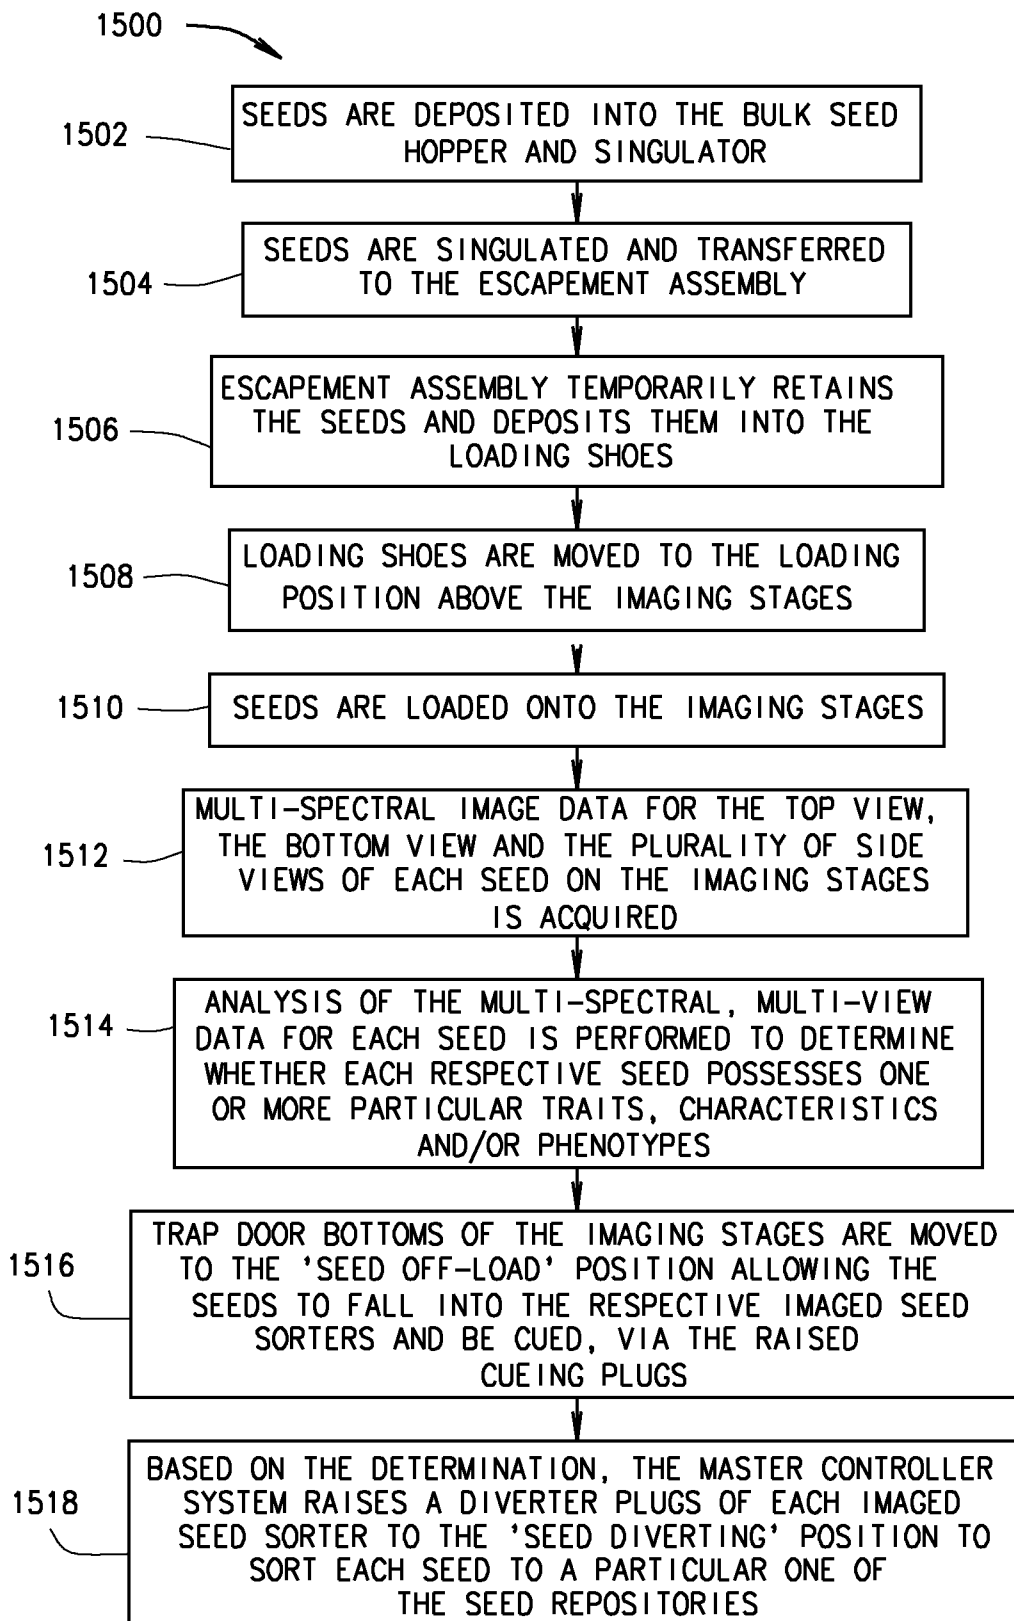 1500
1502
SEEDS ARE DEPOSITED INTO THE BULK SEED
HOPPER AND SINGULATOR
1504
SEEDS ARE SINGULATED AND TRANSFERRED
TO THE ESCAPEMENT ASSEMBLY
1506
ESCAPEMENT ASSEMBLY TEMPORARILY RETAINS
THE SEEDS AND DEPOSITS THEM INTO THE
LOADING SHOES
1508
LOADING SHOES ARE MOVED TO THE LOADING
POSITION ABOVE THE IMAGING STAGES
1510
SEEDS ARE LOADED ONTO THE IMAGING STAGES
1512
MULTI-SPECTRAL IMAGE DATA FOR THE TOP VIEW,
THE BOTTOM VIEW AND THE PLURALITY OF SIDE
VIEWS OF EACH SEED ON THE IMAGING STAGES
IS ACQUIRED
1514
ANALYSIS OF THE MULTI-SPECTRAL, MULTI-VIEW
DATA FOR EACH SEED IS PERFORMED TO DETERMINE
WHETHER EACH RESPECTIVE SEED POSSESSES ONE
OR MORE PARTICULAR TRAITS, CHARACTERISTICS
AND/OR PHENOTYPES
1516
TRAP DOOR BOTTOMS OF THE IMAGING STAGES ARE MOVED
TO THE 'SEED OFF-LOAD' POSITION ALLOWING THE
SEEDS TO FALL INTO THE RESPECTIVE IMAGED SEED
SORTERS AND BE CUED, VIA THE RAISED
CUEING PLUGS
1518
BASED ON THE DETERMINATION, THE MASTER CONTROLLER
SYSTEM RAISES A DIVERTER PLUGS OF EACH IMAGED
SEED SORTER TO THE 'SEED DIVERTING' POSITION TO
SORT EACH SEED TO A PARTICULAR ONE OF
THE SEED REPOSITORIES